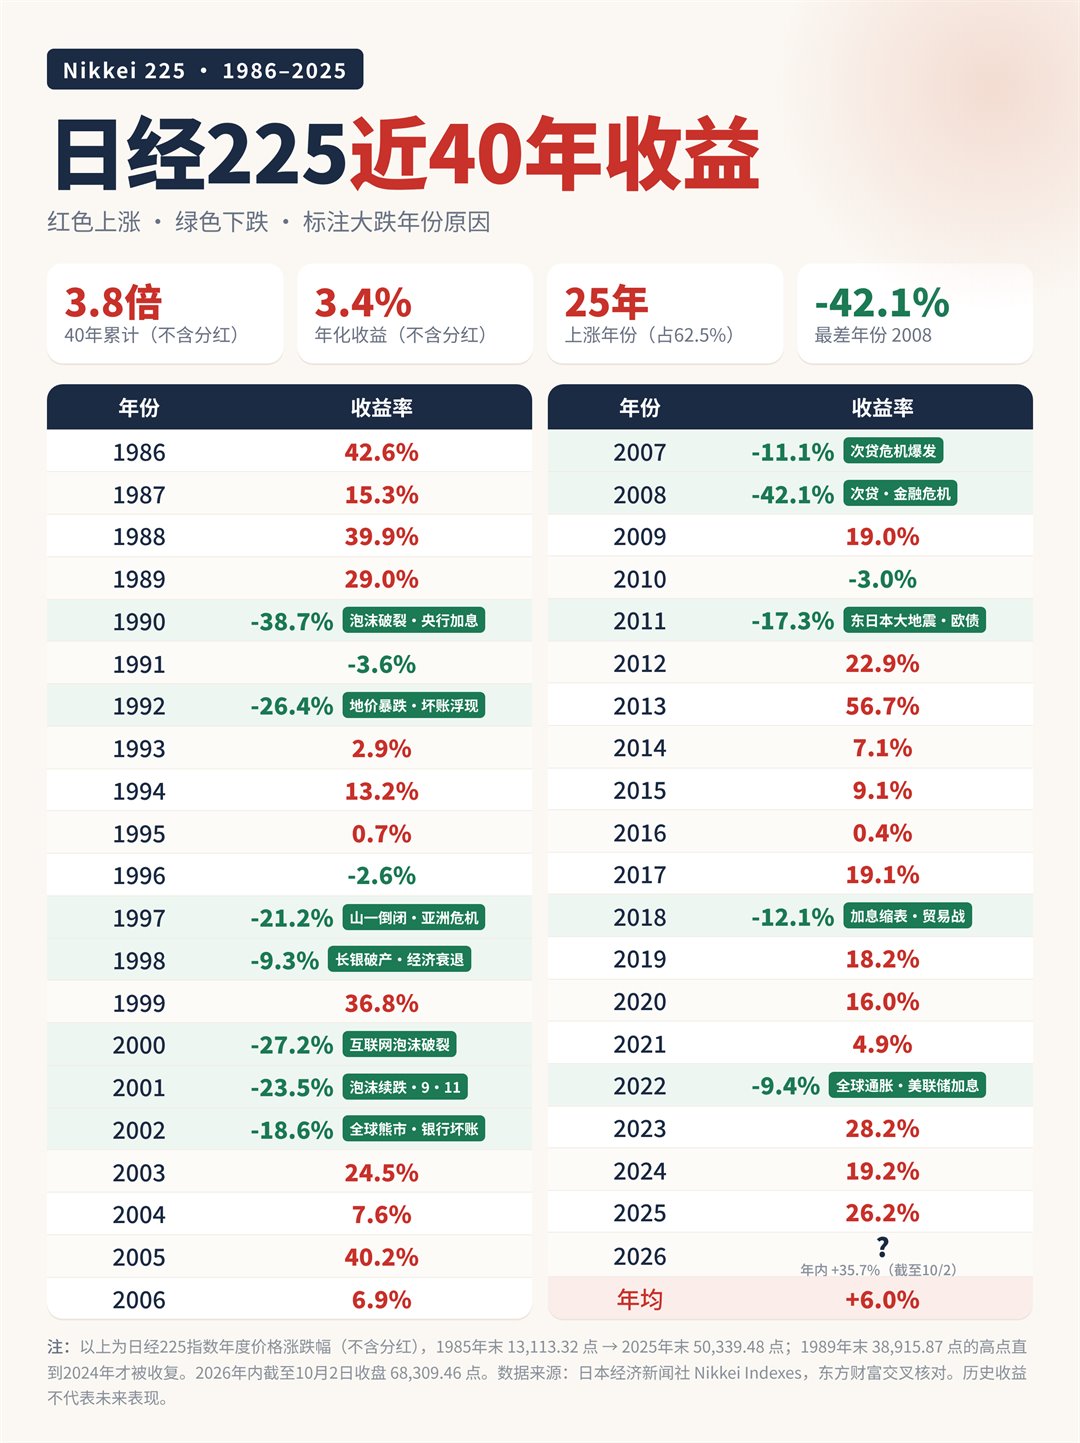 Nikkei 225 · 1986–2025
日经225近40年收益
红色上涨 · 绿色下跌 · 标注大跌年份原因
3.8倍
40年累计（不含分红）
3.4%
年化收益（不含分红）
25年
上涨年份（占62.5%）
-42.1%
最差年份 2008
年份 收益率
1986 42.6%
1987 15.3%
1988 39.9%
1989 29.0%
1990 -38.7% 泡沫破裂·央行加息
1991 -3.6%
1992 -26.4% 地价暴跌·坏账浮现
1993 2.9%
1994 13.2%
1995 0.7%
1996 -2.6%
1997 -21.2% 山一倒闭·亚洲危机
1998 -9.3% 长银破产·经济衰退
1999 36.8%
2000 -27.2% 互联网泡沫破裂
2001 -23.5% 泡沫续跌·9·11
2002 -18.6% 全球熊市·银行坏账
2003 24.5%
2004 7.6%
2005 40.2%
2006 6.9%
年份 收益率
2007 -11.1% 次贷危机爆发
2008 -42.1% 次贷·金融危机
2009 19.0%
2010 -3.0%
2011 -17.3% 东日本大地震·欧债
2012 22.9%
2013 56.7%
2014 7.1%
2015 9.1%
2016 0.4%
2017 19.1%
2018 -12.1% 加息缩表·贸易战
2019 18.2%
2020 16.0%
2021 4.9%
2022 -9.4% 全球通胀·美联储加息
2023 28.2%
2024 19.2%
2025 26.2%
2026 ?
年内 +35.7%（截至10/2）
年均 +6.0%
注：以上为日经225指数年度价格涨跌幅（不含分红），1985年末 13,113.32 点 → 2025年末 50,339.48 点；1989年末 38,915.87 点的高点直
到2024年才被收复。2026年内截至10月2日收盘 68,309.46 点。数据来源：日本经济新闻社 Nikkei Indexes，东方财富交叉核对。历史收益
不代表未来表现。